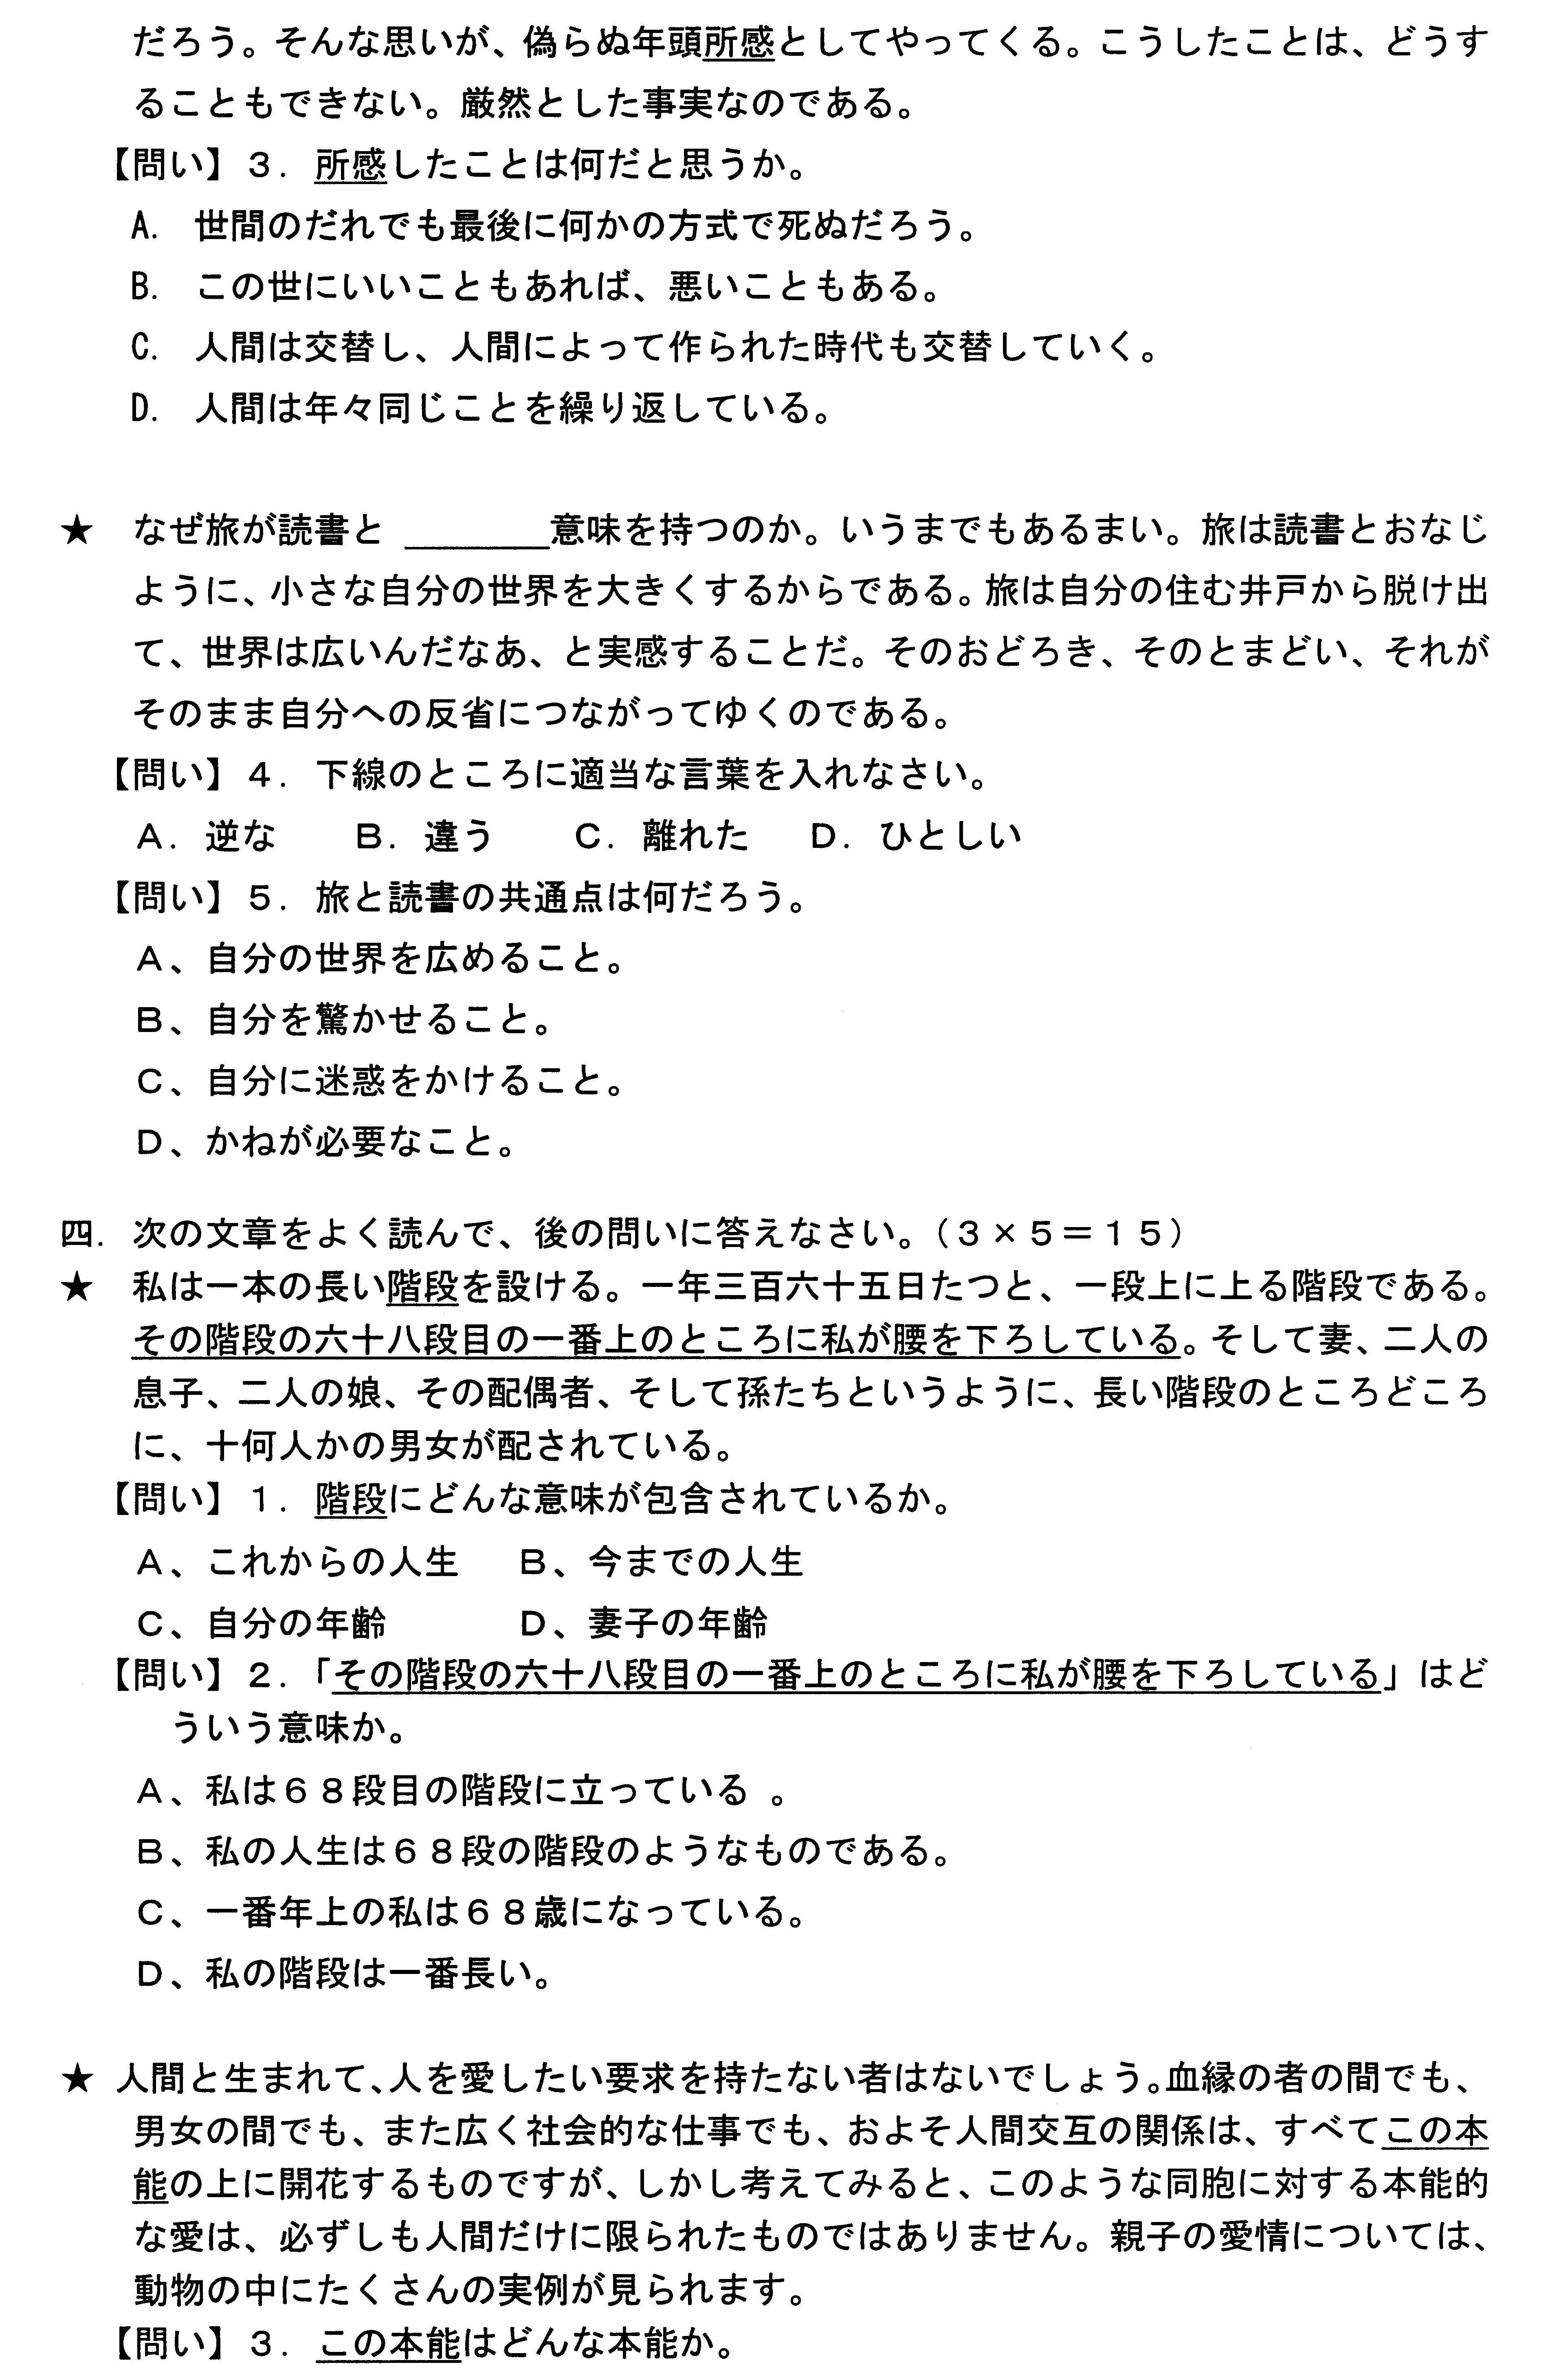 だろう。そんな思いが、偽らぬ年頭所感としてやってくる。こうしたことは、どうす
ることもできない。厳然とした事実なのである。
【問い】３．所感したことは何だと思うか。
A. 世間のだれでも最後に何かの方式で死ぬだろう。
B. この世にいいこともあれば、悪いこともある。
C. 人間は交替し、人間によって作られた時代も交替していく。
D. 人間は年々同じことを繰り返している。
★ なぜ旅が読書と ________意味を持つのか。いうまでもあるまい。旅は読書とおなじ
ように、小さな自分の世界を大きくするからである。旅は自分の住む井戸から脱け出
て、世界は広いんだなあ、と実感することだ。そのおどろき、そのとまどい、それが
そのまま自分への反省につながってゆくのである。
【問い】４．下線のところに適当な言葉を入れなさい。
Ａ．逆な Ｂ．違う Ｃ．離れた Ｄ．ひとしい
【問い】５．旅と読書の共通点は何だろう。
Ａ、自分の世界を広めること。
Ｂ、自分を驚かせること。
Ｃ、自分に迷惑をかけること。
Ｄ、かねが必要なこと。
四．次の文章をよく読んで、後の問いに答えなさい。（３×５＝１５）
★ 私は一本の長い階段を設ける。一年三百六十五日たつと、一段上に上る階段である。
その階段の六十八段目の一番上のところに私が腰を下ろしている。そして妻、二人の
息子、二人の娘、その配偶者、そして孫たちというように、長い階段のところどころ
に、十何人かの男女が配されている。
【問い】１．階段にどんな意味が包含されているか。
Ａ、これからの人生 Ｂ、今までの人生
Ｃ、自分の年齢 Ｄ、妻子の年齢
【問い】２．「その階段の六十八段目の一番上のところに私が腰を下ろしている」はど
ういう意味か。
Ａ、私は６８段目の階段に立っている 。
Ｂ、私の人生は６８段の階段のようなものである。
Ｃ、一番年上の私は６８歳になっている。
Ｄ、私の階段は一番長い。
★ 人間と生まれて、人を愛したい要求を持たない者はないでしょう。血縁の者の間でも、
男女の間でも、また広く社会的な仕事でも、およそ人間交互の関係は、すべてこの本
能の上に開花するものですが、しかし考えてみると、このような同胞に対する本能的
な愛は、必ずしも人間だけに限られたものではありません。親子の愛情については、
動物の中にたくさんの実例が見られます。
【問い】３．この本能はどんな本能か。